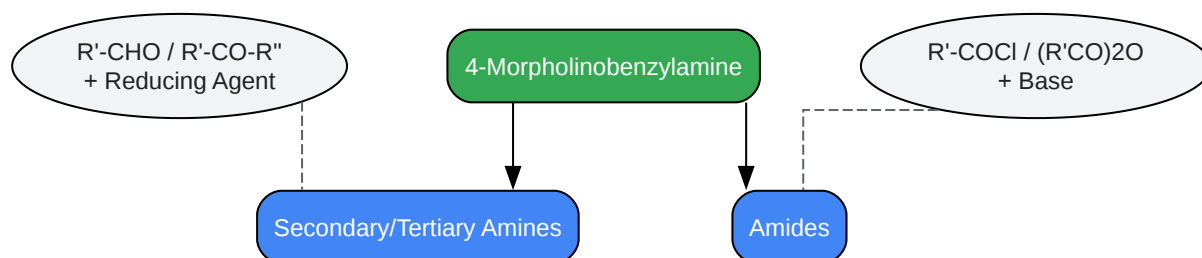 R'-CHO / R'-CO-R"
+ Reducing Agent
4-Morpholinobenzylamine
R'-COCl / (R'CO)2O
+ Base
Secondary/Tertiary Amines
Amides